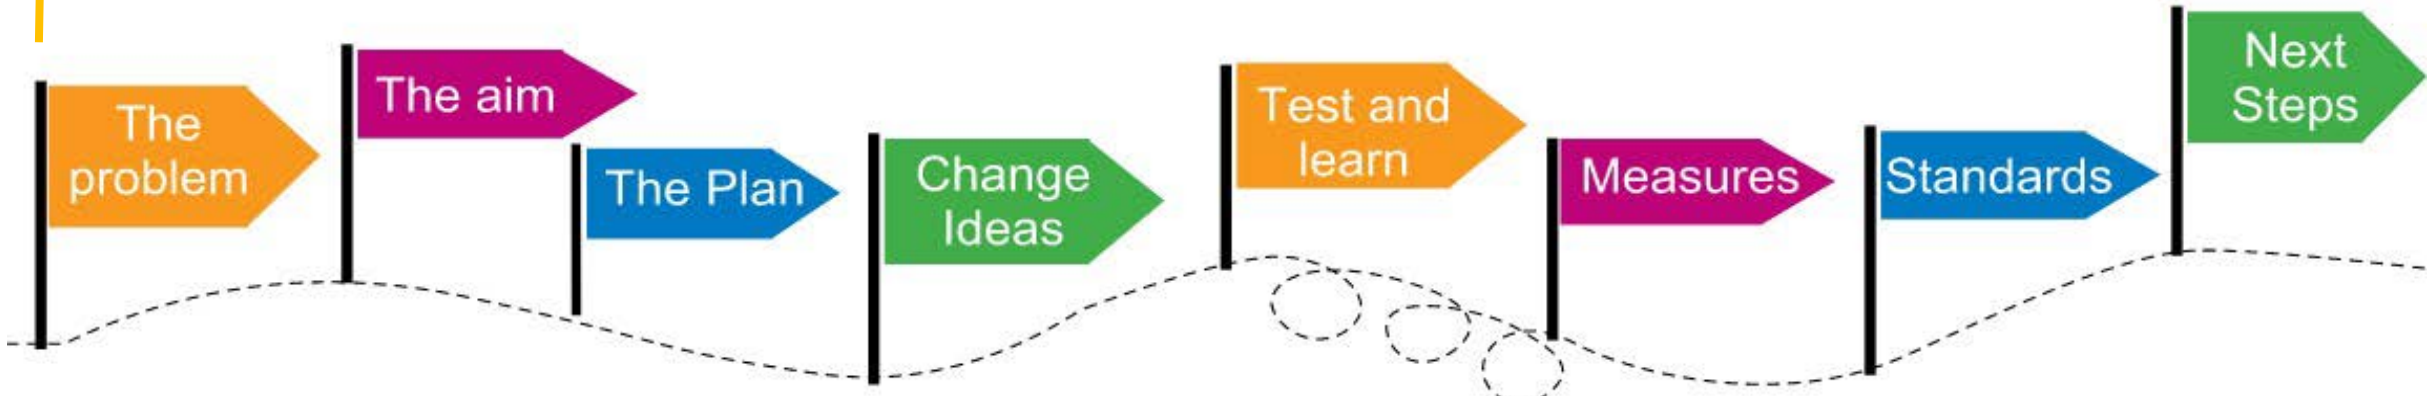 The
problem
The aim
The Plan
Change
Ideas
Test and
learn
Measures
Standards
Next
Steps